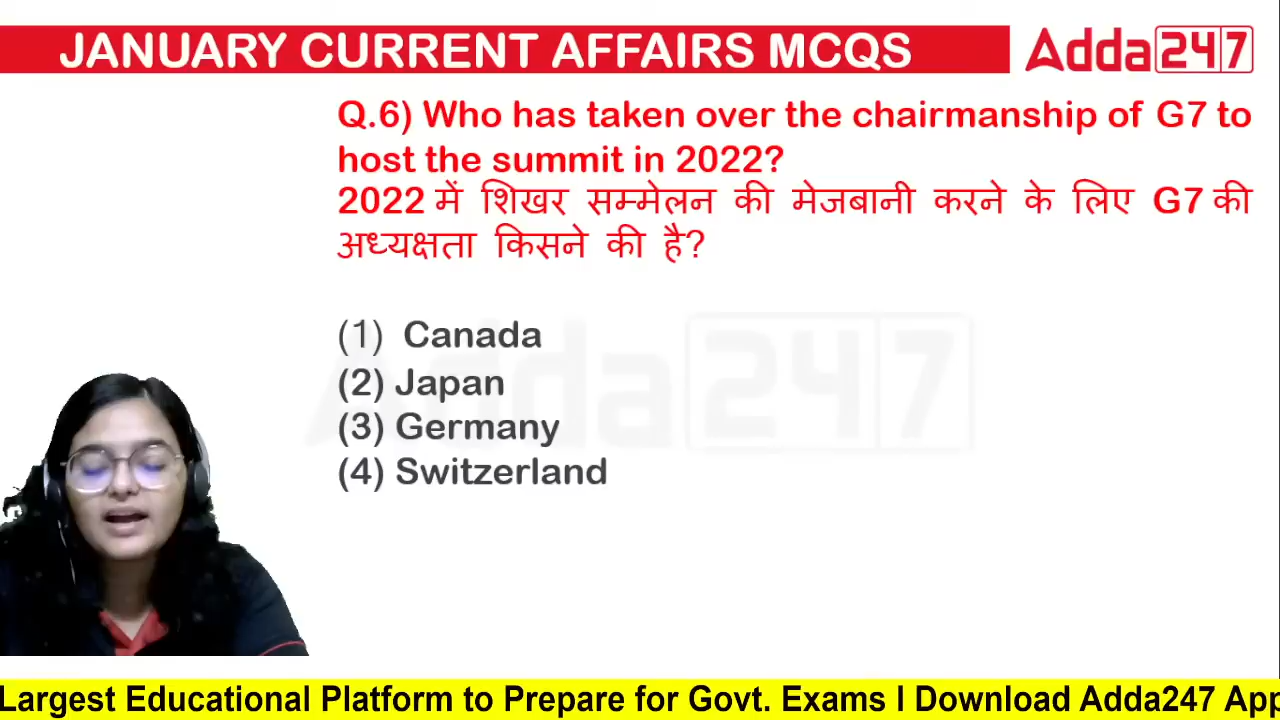 JANUARY CURRENT AFFAIRS MCQS
Adda247
Q.6) Who has taken over the chairmanship of G7 to
host the summit in 2022?
2022 में शिखर सम्मेलन की मेजबानी करने के लिए G7 की
अध्यक्षता किसने की है?
(1) Canada
(2) Japan
(3) Germany
(4) Switzerland
Adda247
Largest Educational Platform to Prepare for Govt. Exams I Download Adda247 App